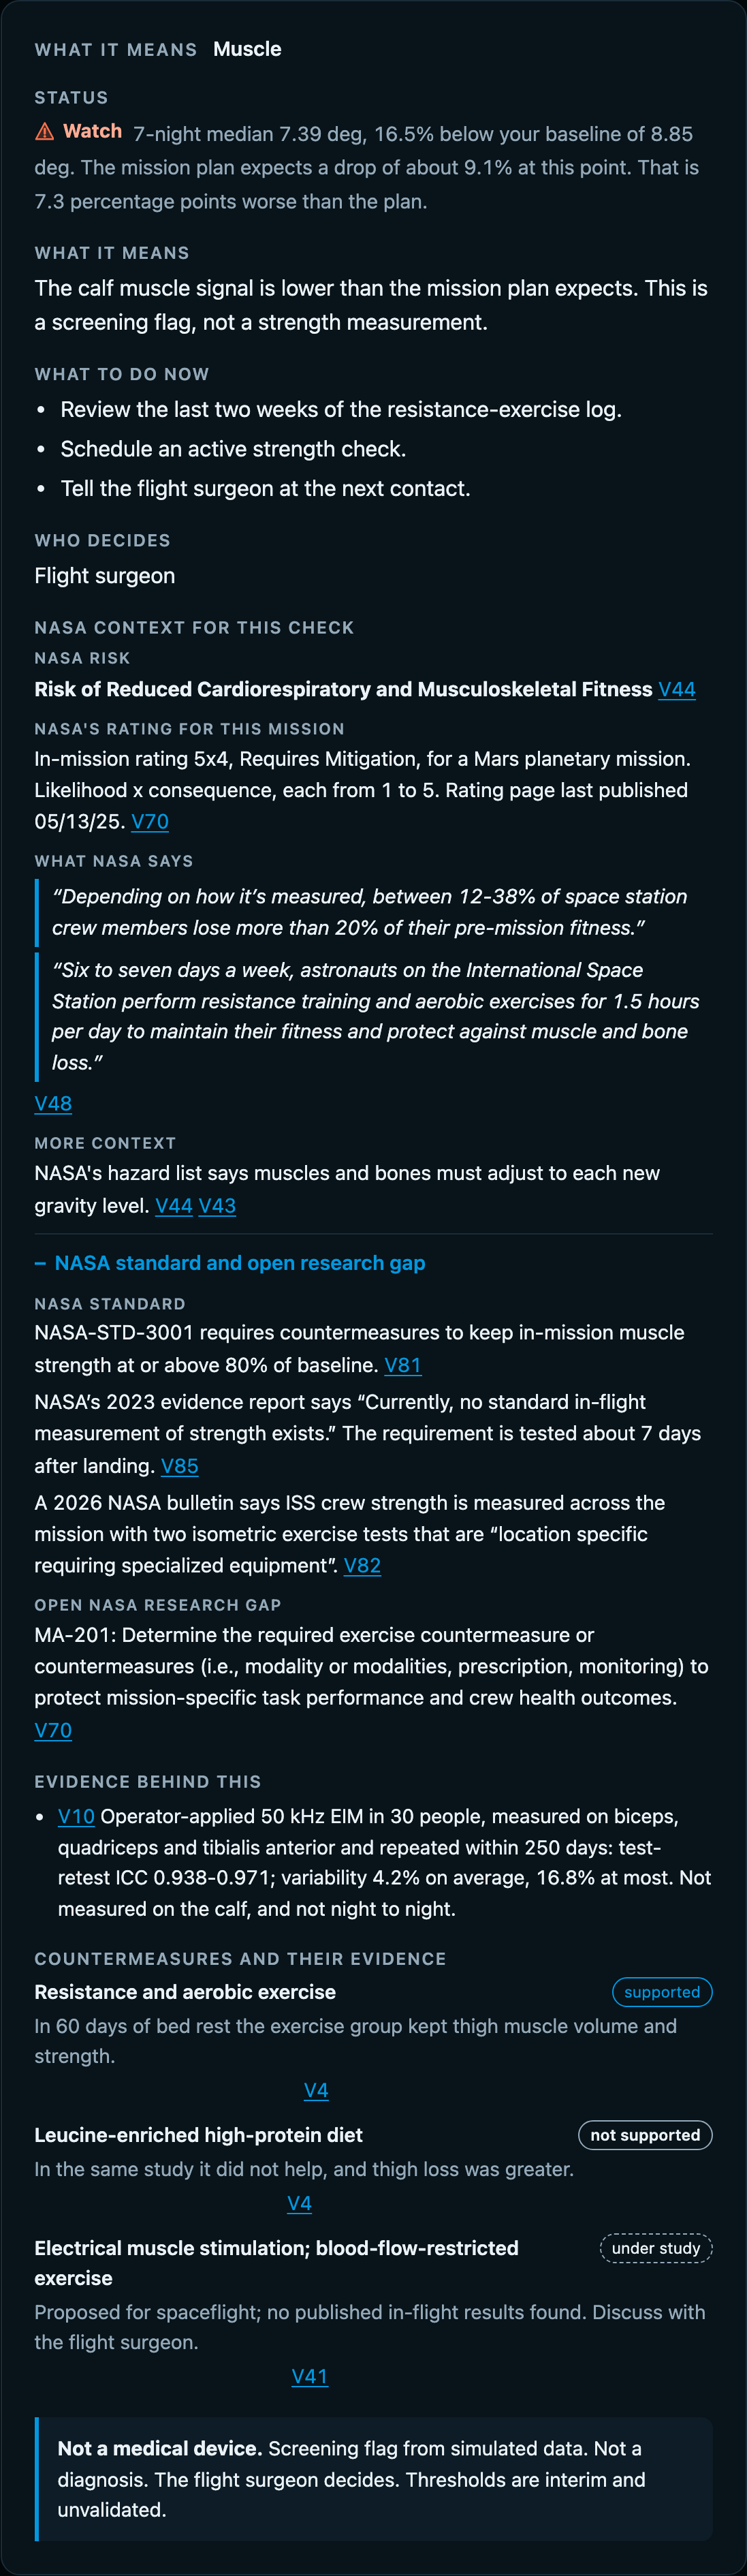 WHAT IT MEANS Muscle
STATUS
⚠ Watch 7-night median 7.39 deg, 16.5% below your baseline of 8.85
deg. The mission plan expects a drop of about 9.1% at this point. That is
7.3 percentage points worse than the plan.
WHAT IT MEANS
The calf muscle signal is lower than the mission plan expects. This is
a screening flag, not a strength measurement.
WHAT TO DO NOW
• Review the last two weeks of the resistance-exercise log.
• Schedule an active strength check.
• Tell the flight surgeon at the next contact.
WHO DECIDES
Flight surgeon
NASA CONTEXT FOR THIS CHECK
NASA RISK
Risk of Reduced Cardiorespiratory and Musculoskeletal Fitness V44
NASA'S RATING FOR THIS MISSION
In-mission rating 5x4, Requires Mitigation, for a Mars planetary mission.
Likelihood x consequence, each from 1 to 5. Rating page last published
05/13/25. V70
WHAT NASA SAYS
“Depending on how it’s measured, between 12-38% of space station
crew members lose more than 20% of their pre-mission fitness.”
“Six to seven days a week, astronauts on the International Space
Station perform resistance training and aerobic exercises for 1.5 hours
per day to maintain their fitness and protect against muscle and bone
loss.”
V48
MORE CONTEXT
NASA's hazard list says muscles and bones must adjust to each new
gravity level. V44 V43
– NASA standard and open research gap
NASA STANDARD
NASA-STD-3001 requires countermeasures to keep in-mission muscle
strength at or above 80% of baseline. V81
NASA’s 2023 evidence report says “Currently, no standard in-flight
measurement of strength exists.” The requirement is tested about 7 days
after landing. V85
A 2026 NASA bulletin says ISS crew strength is measured across the
mission with two isometric exercise tests that are “location specific
requiring specialized equipment”. V82
OPEN NASA RESEARCH GAP
MA-201: Determine the required exercise countermeasure or
countermeasures (i.e., modality or modalities, prescription, monitoring) to
protect mission-specific task performance and crew health outcomes.
V70
EVIDENCE BEHIND THIS
• V10 Operator-applied 50 kHz EIM in 30 people, measured on biceps,
quadriceps and tibialis anterior and repeated within 250 days: test-
retest ICC 0.938-0.971; variability 4.2% on average, 16.8% at most. Not
measured on the calf, and not night to night.
COUNTERMEASURES AND THEIR EVIDENCE
Resistance and aerobic exercise supported
In 60 days of bed rest the exercise group kept thigh muscle volume and
strength.
V4
Leucine-enriched high-protein diet not supported
In the same study it did not help, and thigh loss was greater.
V4
Electrical muscle stimulation; blood-flow-restricted under study
exercise
Proposed for spaceflight; no published in-flight results found. Discuss with
the flight surgeon.
V41
Not a medical device. Screening flag from simulated data. Not a
diagnosis. The flight surgeon decides. Thresholds are interim and
unvalidated.